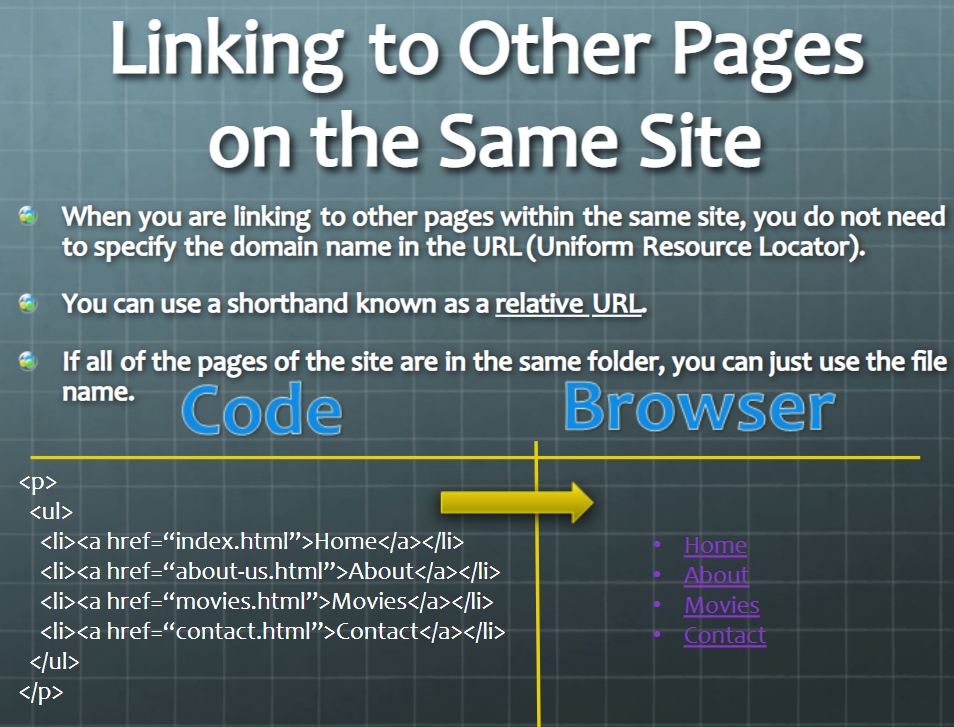 Linking to Other Pages
on the Same Site
When you are linking to other pages within the same site, you do not need
to specify the domain name in the URL (Uniform Resource Locator).
You can use a shorthand known as a relative URL.
If all of the pages of the site are in the same folder, you can just use the file
name.
Code
Browser
<p>
<ul>
<li><a href=“index.html”>Home</a></li>
<li><a href=“about-us.html”>About</a></li>
<li><a href=“movies.html”>Movies</a></li>
<li><a href=“contact.html”>Contact</a></li>
</ul>
</p>
• Home
• About
• Movies
• Contact